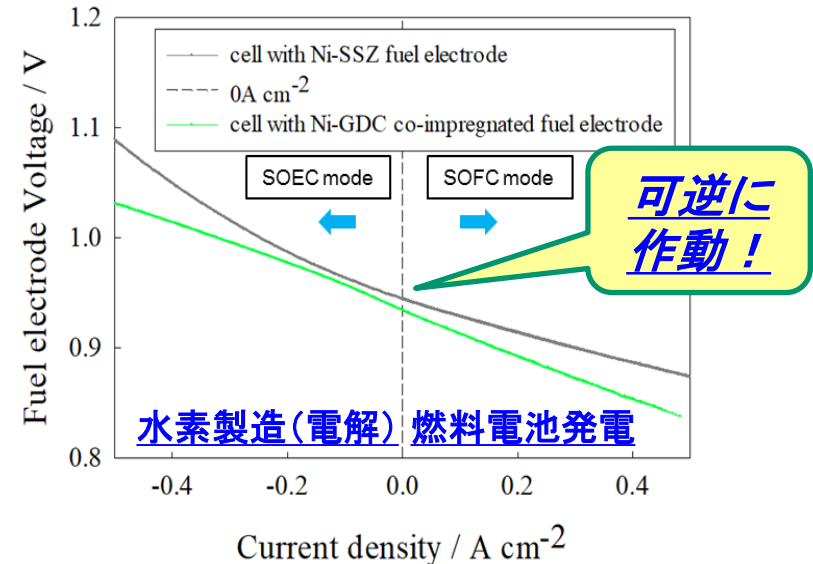 1.2
1.1
1.0
0.9
0.8
Fuel electrode Voltage / V
cell with Ni-SSZ fuel electrode
0A cm-2
cell with Ni-GDC co-impregnated fuel electrode
SOEC mode
SOFC mode
可逆に
作動！
水素製造（電解） 燃料電池発電
-0.4 -0.2 0.0 0.2 0.4
Current density / A cm-2